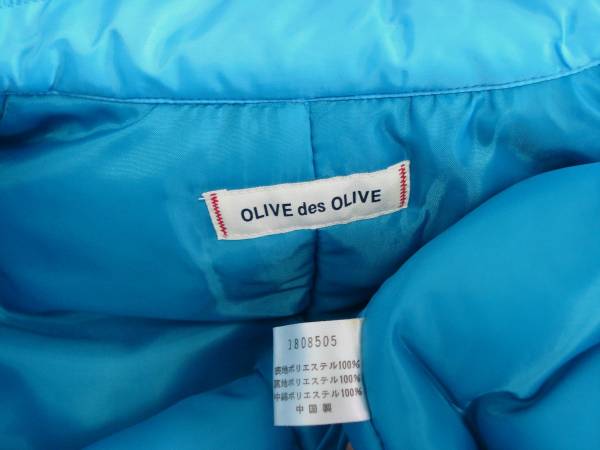 OLIVE des OLIVE
1808505
表地ポリエステル100%
裏地ポリエステル100%
中綿ポリエステル100%
中国製